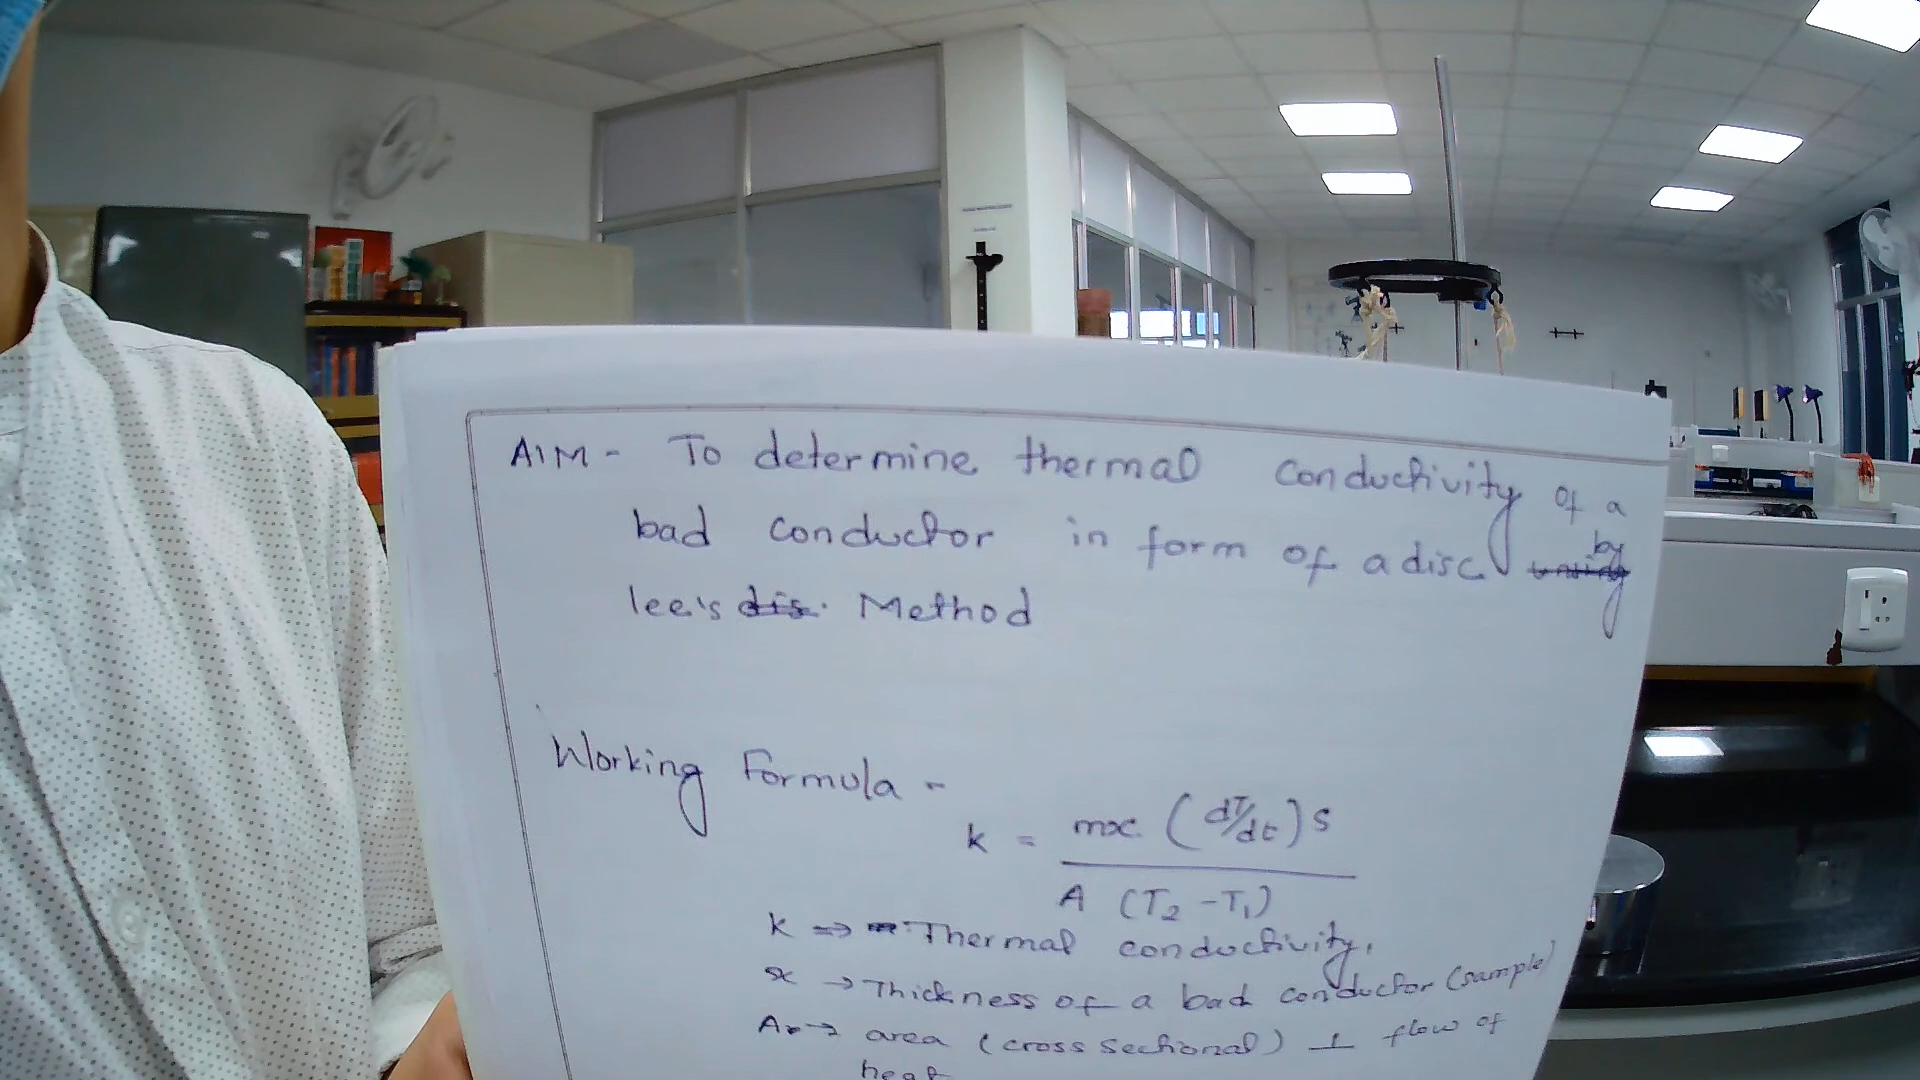 AIM - To determine thermal conductivity of a
bad conductor in form of a disc by
lee's Method
Working Formula -
k = mx (dT/dt) s
A (T₂ - T₁)
k ⇒ Thermal conductivity,
x → Thickness of a bad conductor (sample)
A → area (cross sectional) ⊥ flow of
heat